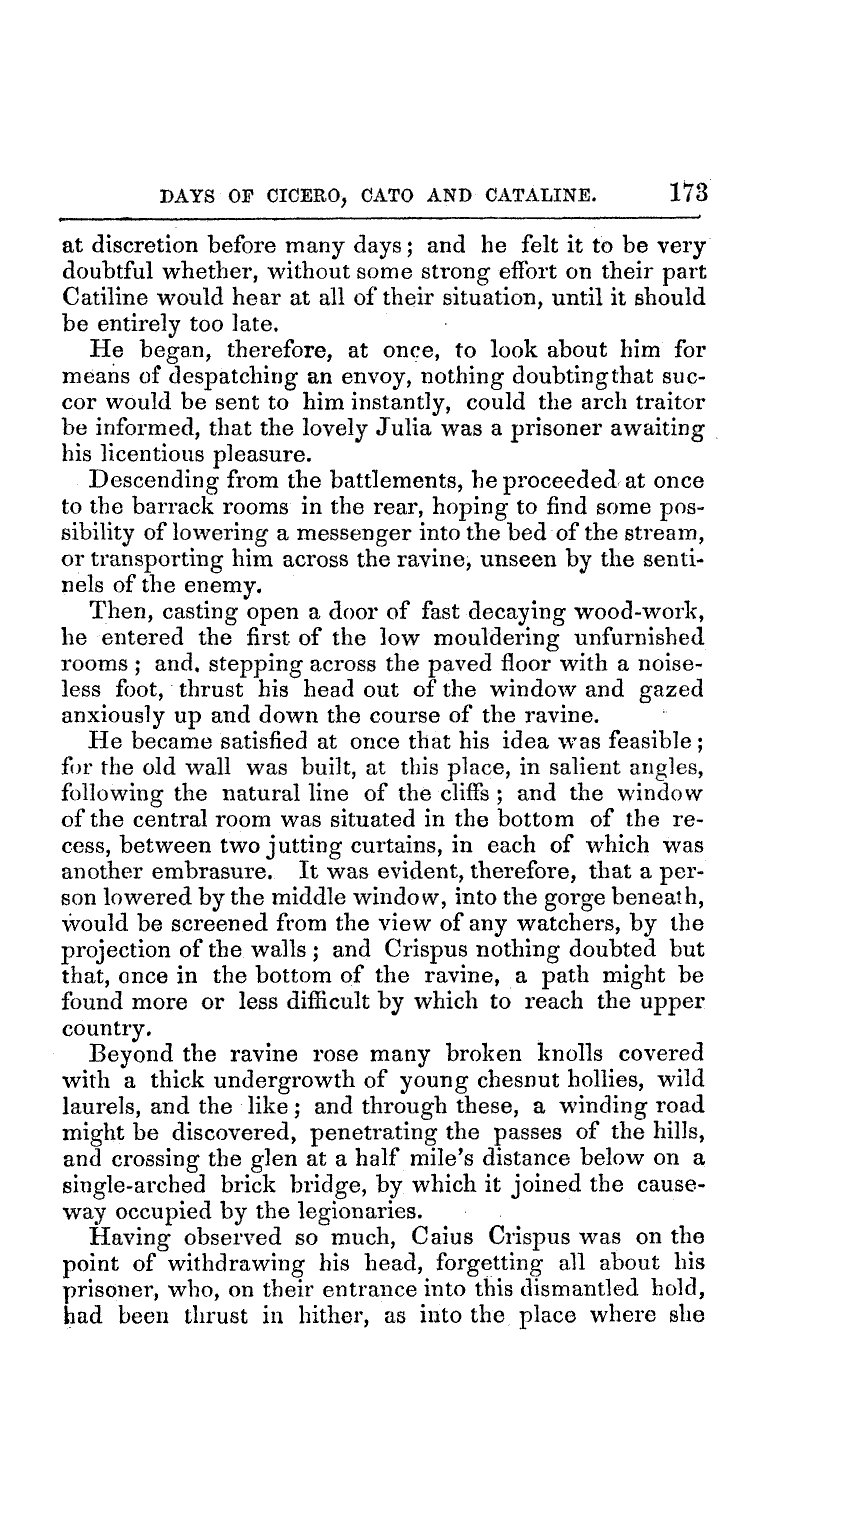 DAYS OF CICERO, CATO AND CATALINE. 173
at discretion before many days; and he felt it to be very
doubtful whether, without some strong effort on their part
Catiline would hear at all of their situation, until it should
be entirely too late.
He began, therefore, at once, to look about him for
means of despatching an envoy, nothing doubtingthat suc-
cor would be sent to him instantly, could the arch traitor
be informed, that the lovely Julia was a prisoner awaiting
his licentious pleasure.
Descending from the battlements, he proceeded at once
to the barrack rooms in the rear, hoping to find some pos-
sibility of lowering a messenger into the bed of the stream,
or transporting him across the ravine, unseen by the senti-
nels of the enemy.
Then, casting open a door of fast decaying wood-work,
he entered the first of the low mouldering unfurnished
rooms; and, stepping across the paved floor with a noise-
less foot, thrust his head out of the window and gazed
anxiously up and down the course of the ravine.
He became satisfied at once that his idea was feasible;
for the old wall was built, at this place, in salient angles,
following the natural line of the cliffs; and the window
of the central room was situated in the bottom of the re-
cess, between two jutting curtains, in each of which was
another embrasure. It was evident, therefore, that a per-
son lowered by the middle window, into the gorge beneath,
would be screened from the view of any watchers, by the
projection of the walls; and Crispus nothing doubted but
that, once in the bottom of the ravine, a path might be
found more or less difficult by which to reach the upper
country.
Beyond the ravine rose many broken knolls covered
with a thick undergrowth of young chesnut hollies, wild
laurels, and the like; and through these, a winding road
might be discovered, penetrating the passes of the hills,
and crossing the glen at a half mile's distance below on a
single-arched brick bridge, by which it joined the cause-
way occupied by the legionaries.
Having observed so much, Caius Crispus was on the
point of withdrawing his head, forgetting all about his
prisoner, who, on their entrance into this dismantled hold,
had been thrust in hither, as into the place where she